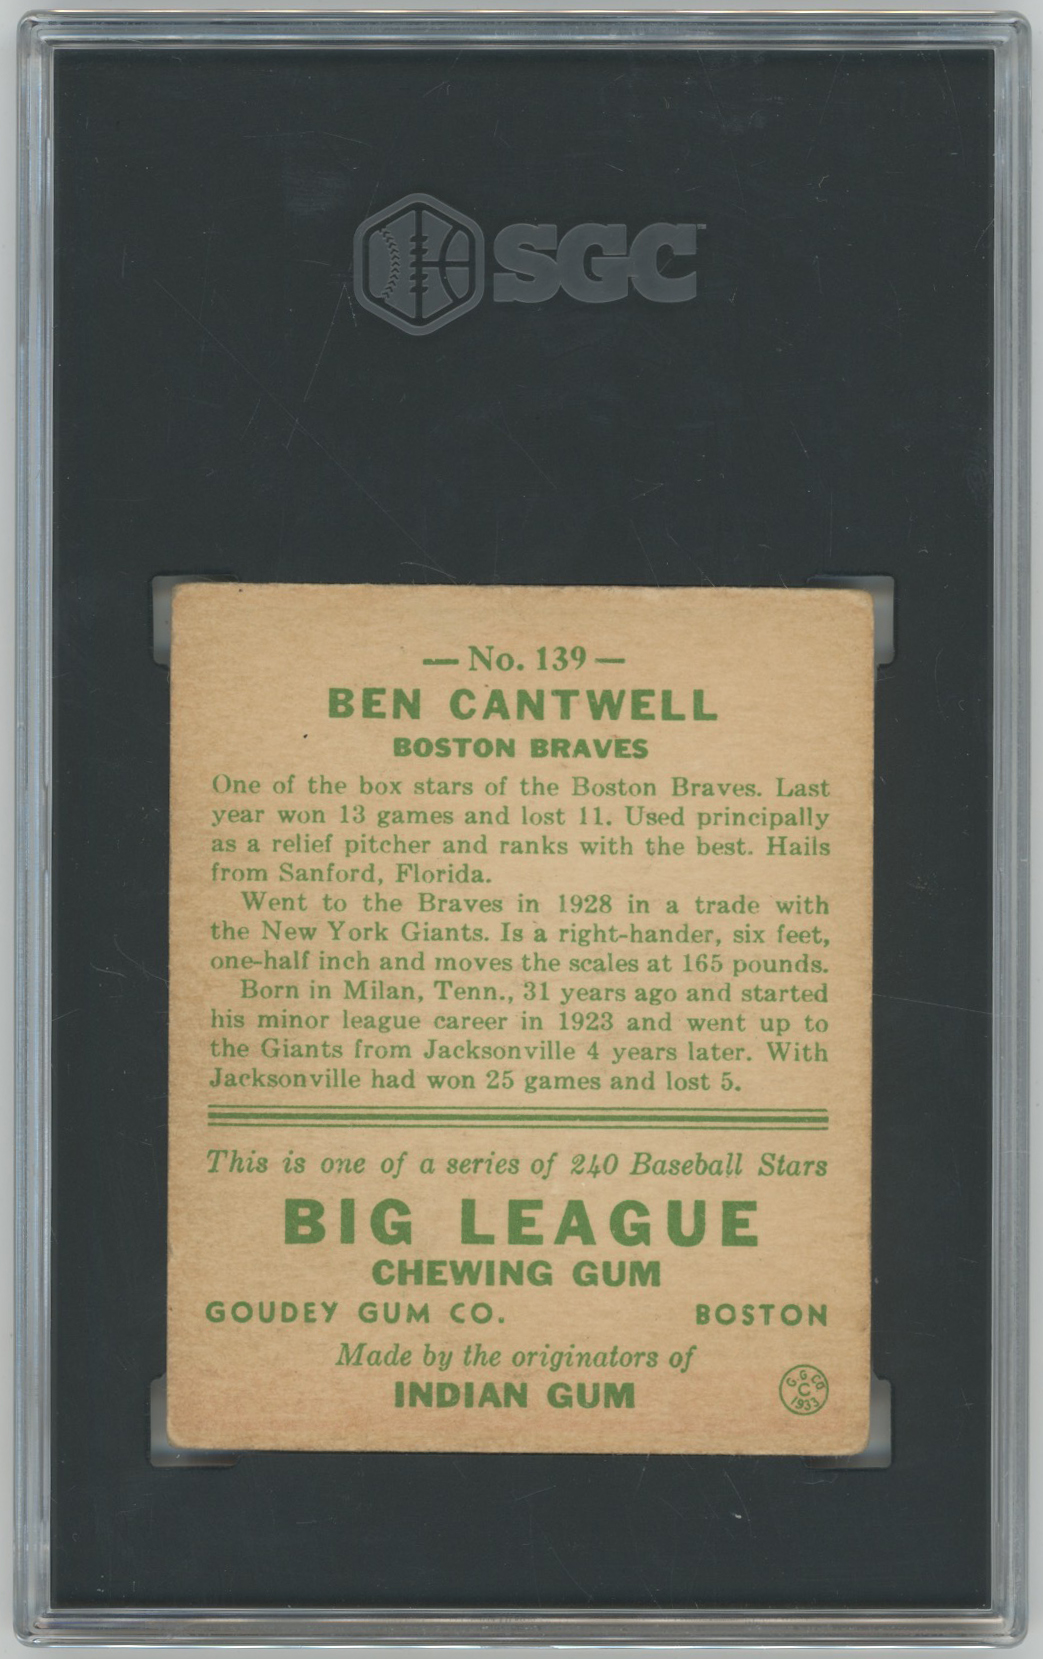 SGC
— No. 139 —
BEN CANTWELL
BOSTON BRAVES
One of the box stars of the Boston Braves. Last
year won 13 games and lost 11. Used principally
as a relief pitcher and ranks with the best. Hails
from Sanford, Florida.
Went to the Braves in 1928 in a trade with
the New York Giants. Is a right-hander, six feet,
one-half inch and moves the scales at 165 pounds.
Born in Milan, Tenn., 31 years ago and started
his minor league career in 1923 and went up to
the Giants from Jacksonville 4 years later. With
Jacksonville had won 25 games and lost 5.
This is one of a series of 240 Baseball Stars
BIG LEAGUE
CHEWING GUM
GOUDEY GUM CO. BOSTON
Made by the originators of
INDIAN GUM
G. G. CO
C
1933